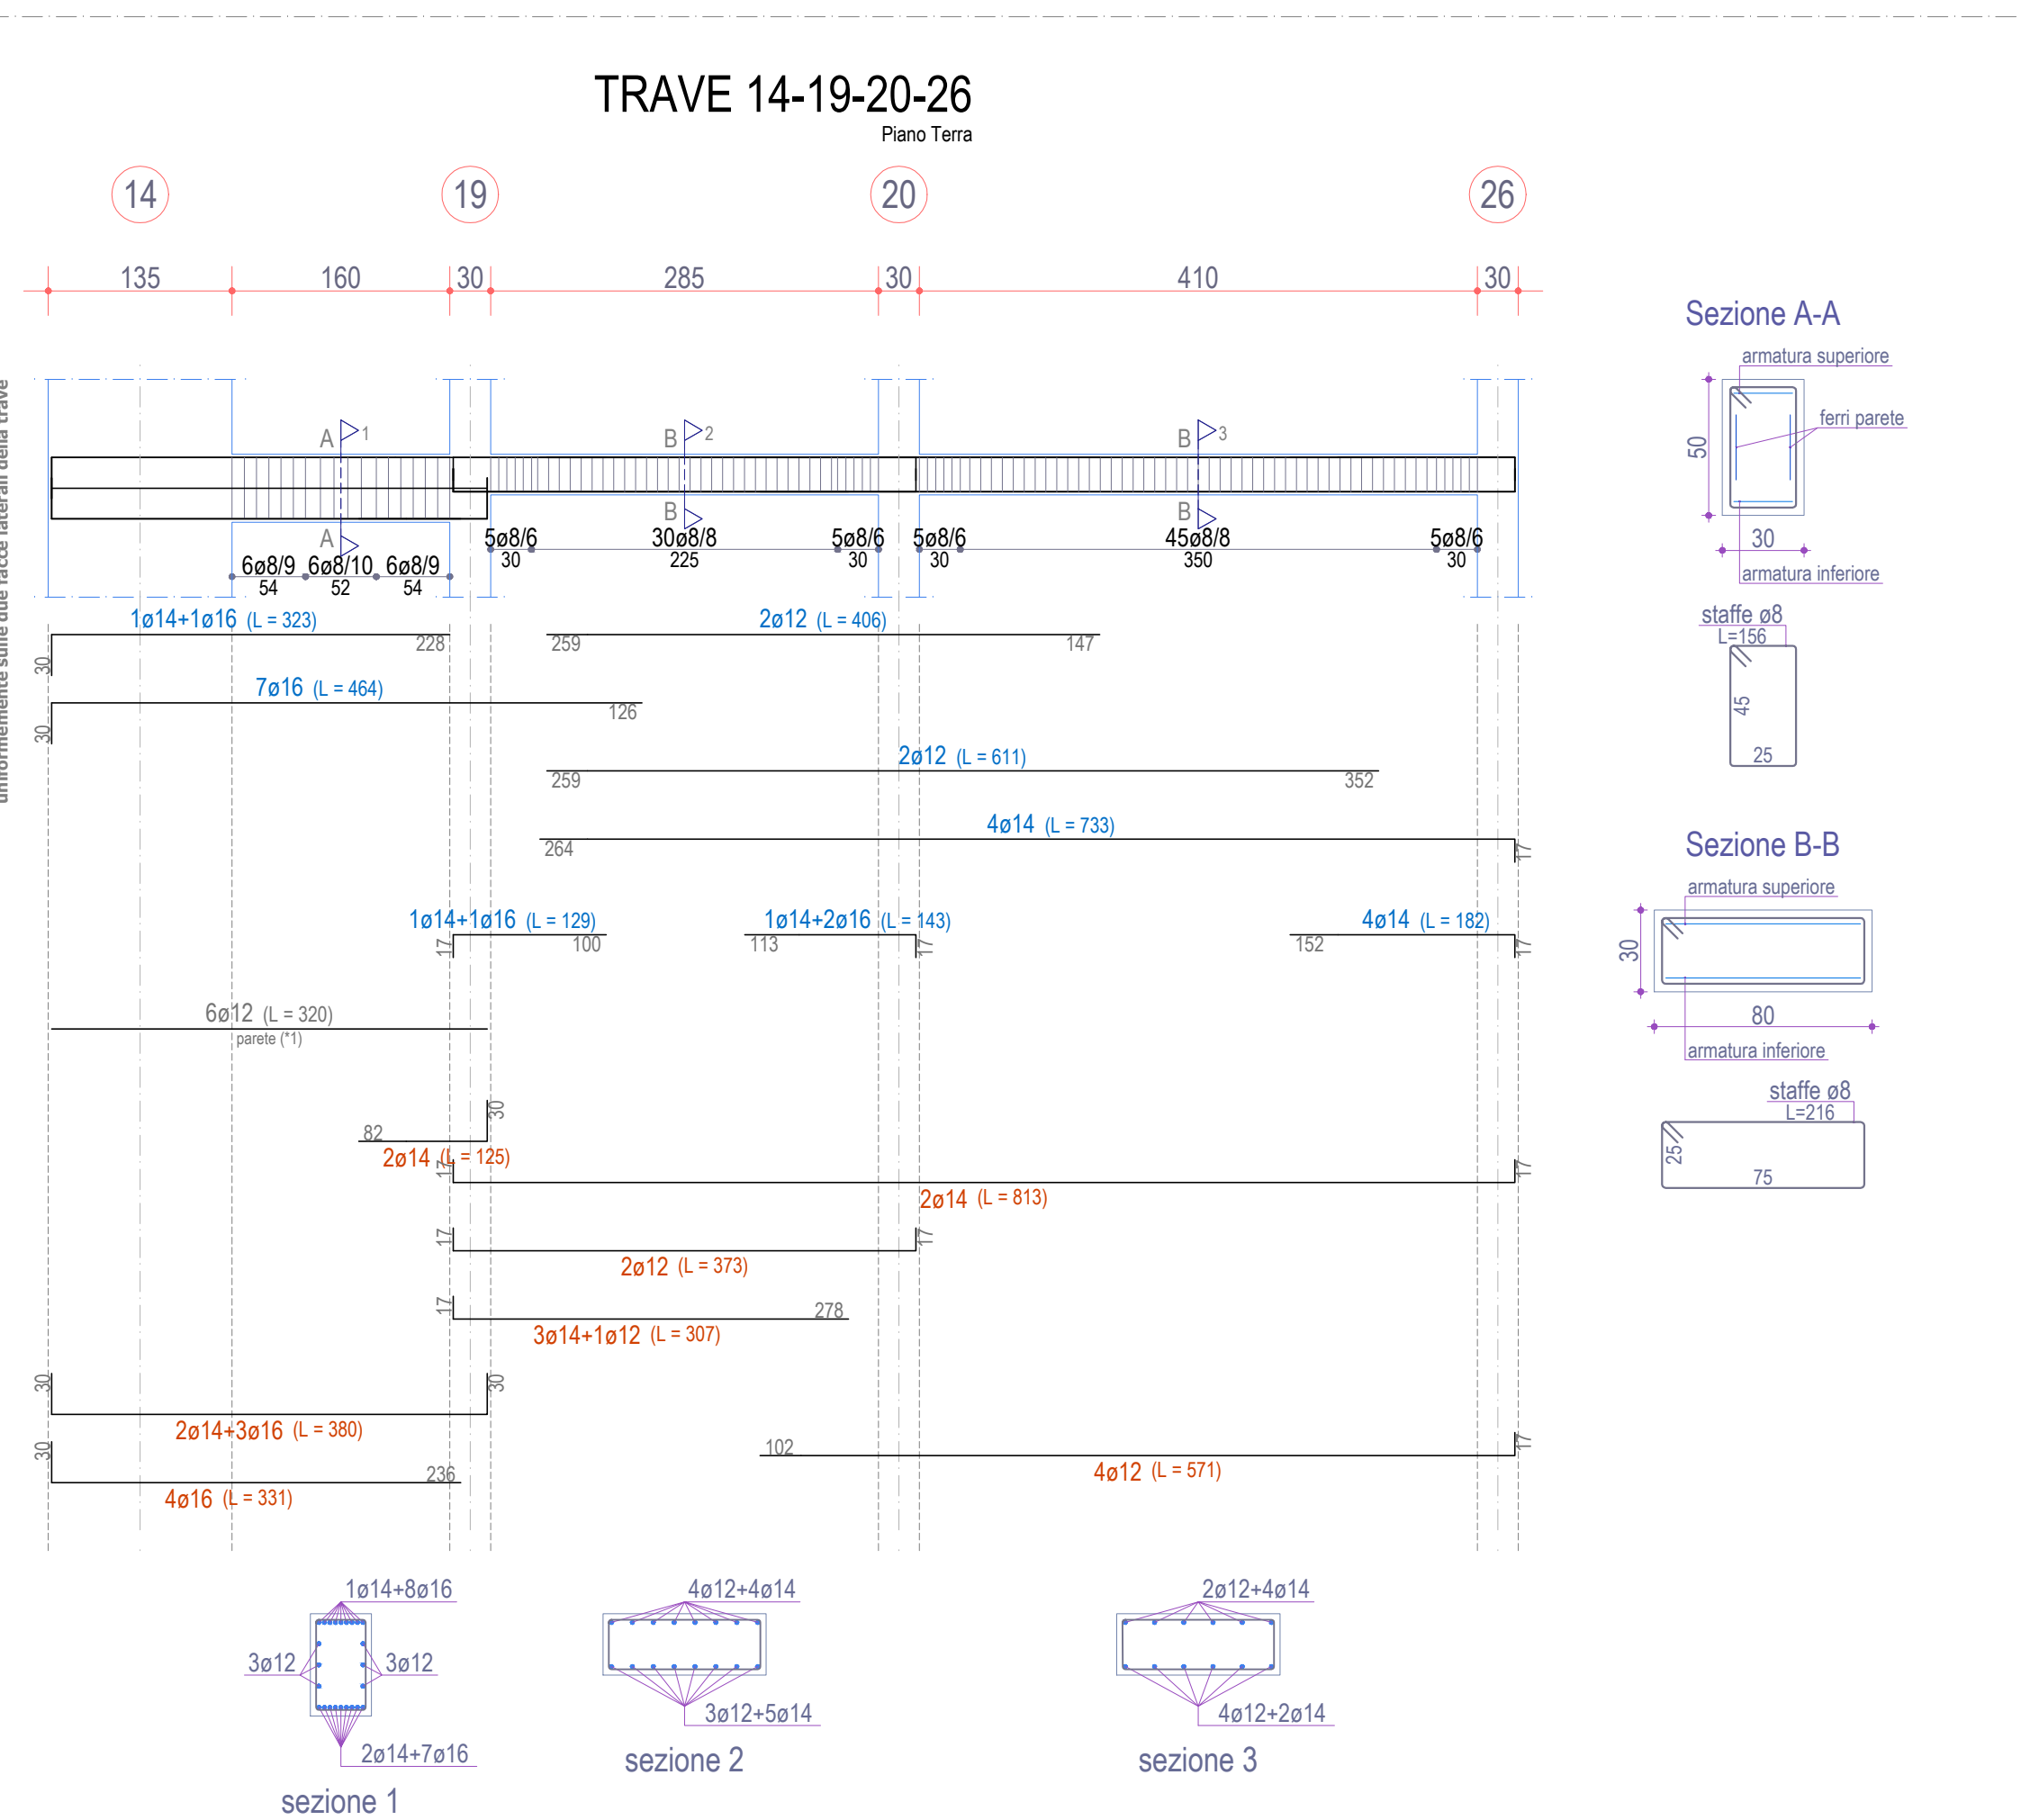 TRAVE 14-19-20-26
Piano Terra
14 19 20 26
135 160 30 285 30 410 30
uniformemente sulle due facce laterali della trave
A 1 B 2 B 3
A B B
6ø8/9 6ø8/10 6ø8/9 5ø8/6 30ø8/8 5ø8/6 5ø8/6 45ø8/8 5ø8/6
54 52 54 30 225 30 30 350 30
1ø14+1ø16 (L = 323) 2ø12 (L = 406)
30 228 259 147
7ø16 (L = 464)
30 126
2ø12 (L = 611)
259 352
4ø14 (L = 733)
264 17
1ø14+1ø16 (L = 129) 1ø14+2ø16 (L = 143) 4ø14 (L = 182)
17 100 113 17 152 17
6ø12 (L = 320)
parete (*1)
82 30
2ø14 (L = 125)
17 17
2ø14 (L = 813)
17 17
2ø12 (L = 373)
17 278
3ø14+1ø12 (L = 307)
30 30
2ø14+3ø16 (L = 380)
30 236
4ø16 (L = 331)
102 17
4ø12 (L = 571)
1ø14+8ø16
3ø12 3ø12
2ø14+7ø16
sezione 1
4ø12+4ø14
3ø12+5ø14
sezione 2
2ø12+4ø14
4ø12+2ø14
sezione 3
Sezione A-A
armatura superiore
ferri parete
50
30
armatura inferiore
staffe ø8
L=156
45
25
Sezione B-B
armatura superiore
30
80
armatura inferiore
staffe ø8
L=216
25
75